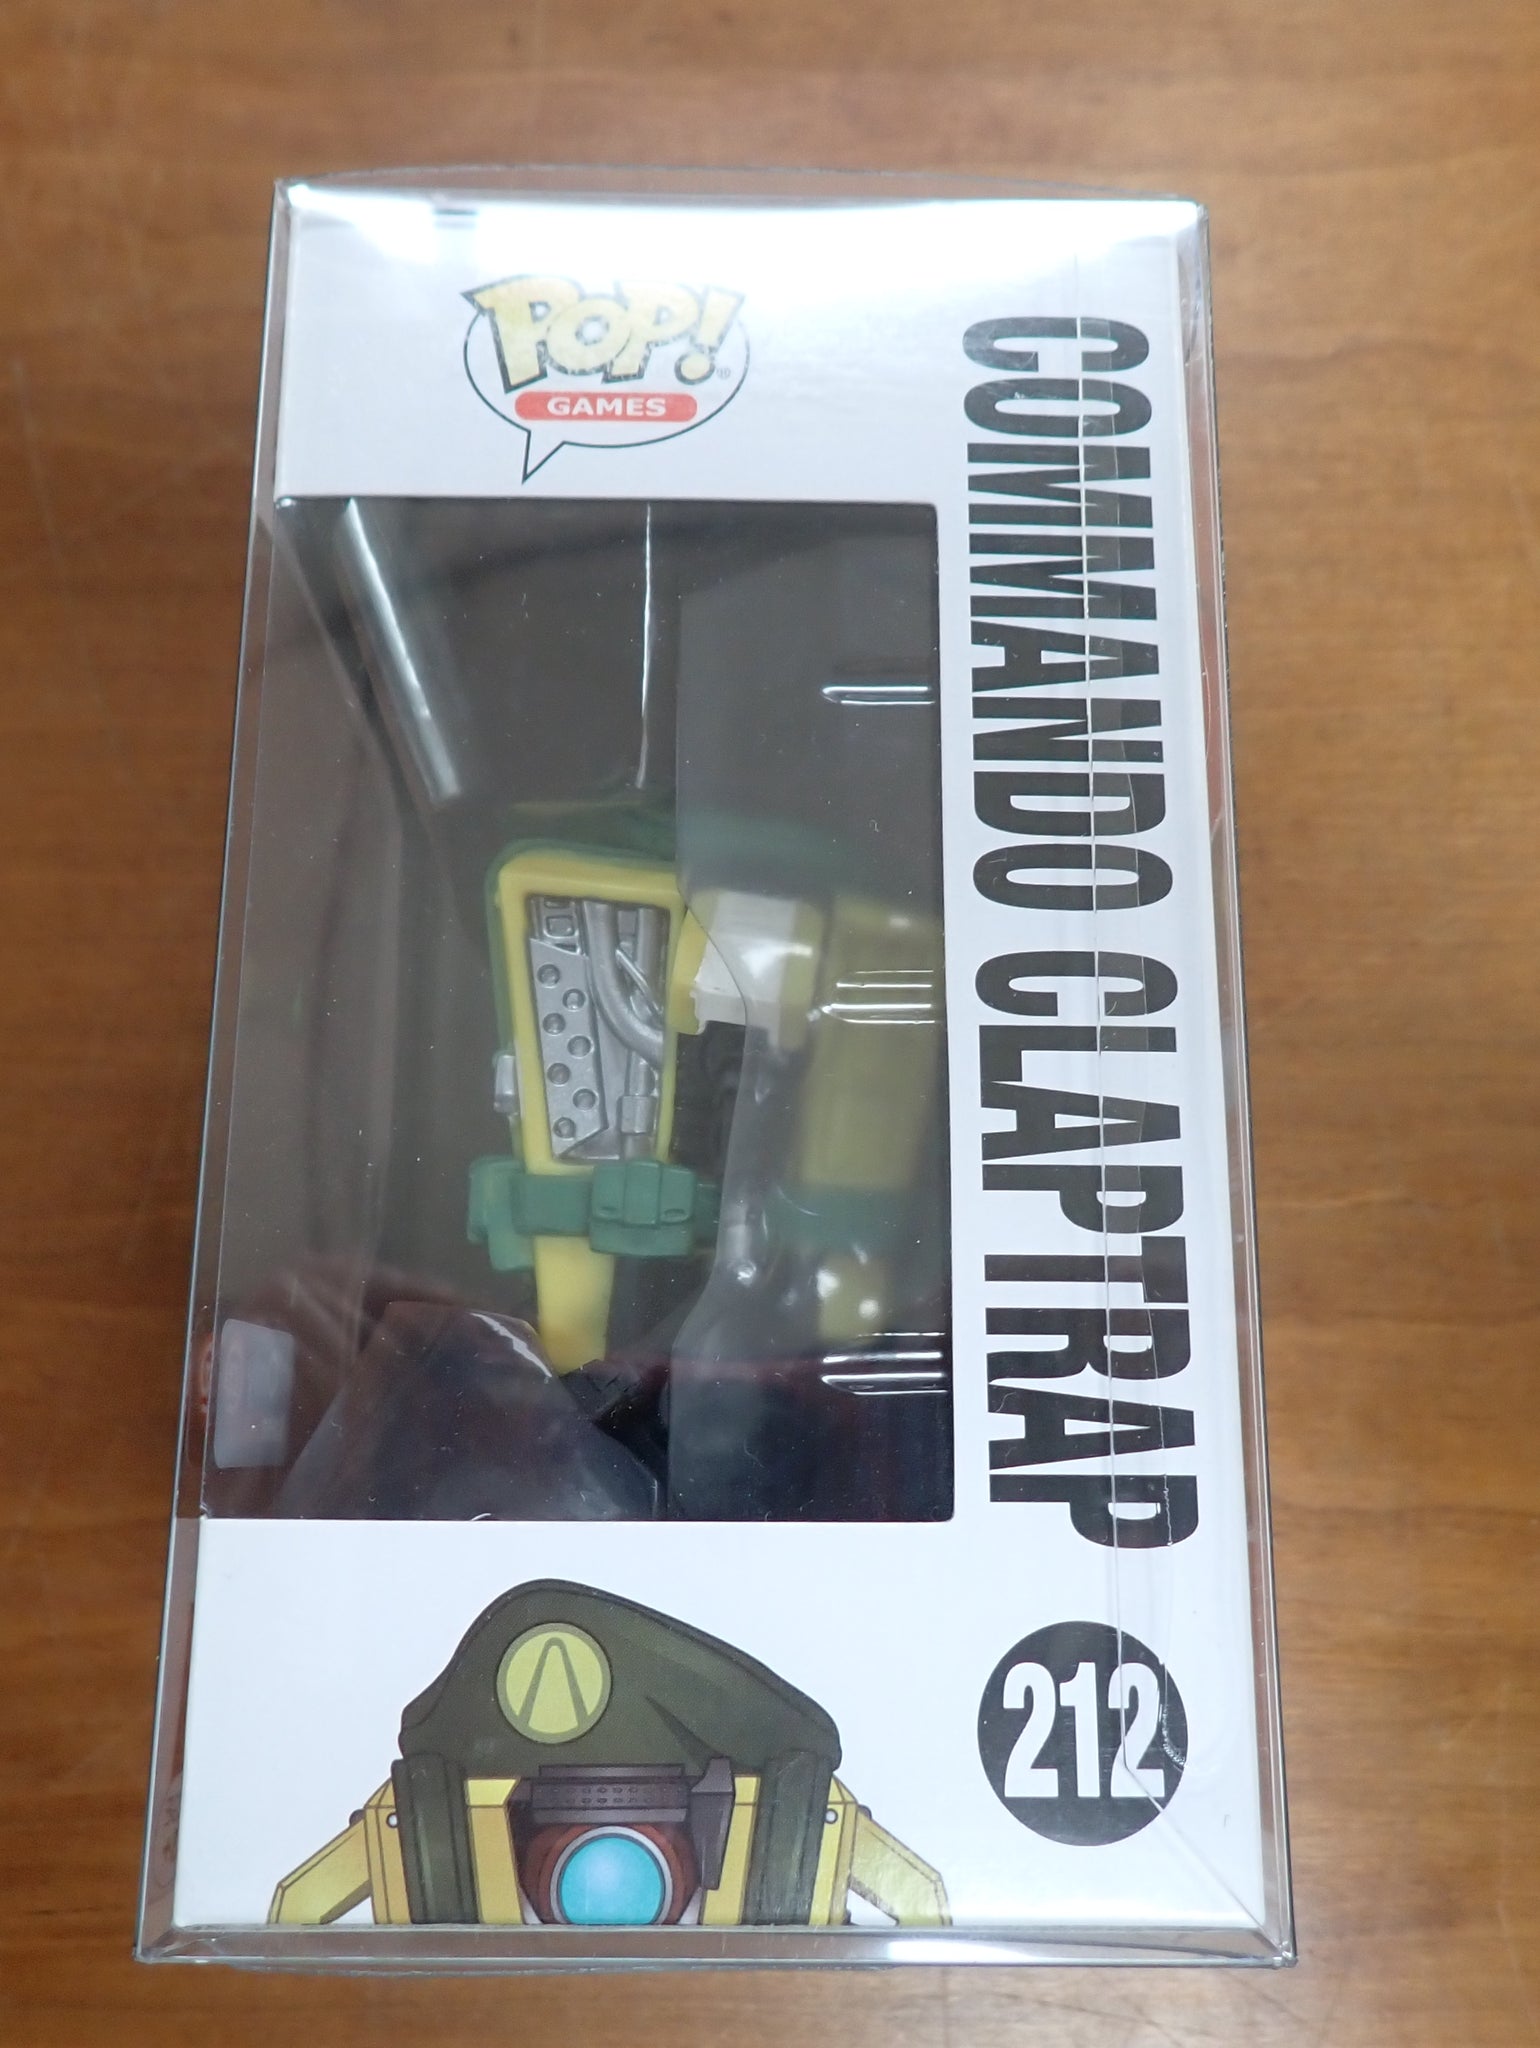 POP!®
GAMES
COMMANDO CLAPTRAP
212